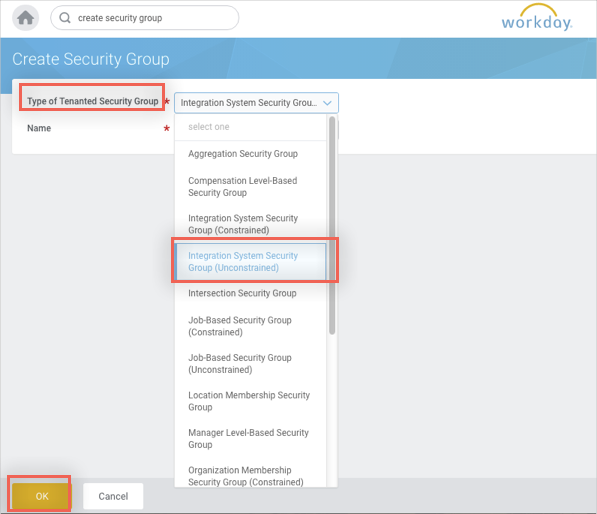 create security group
workday.
Create Security Group
Type of Tenanted Security Group *
Integration System Security Grou...
Name *
select one
Aggregation Security Group
Compensation Level-Based
Security Group
Integration System Security
Group (Constrained)
Integration System Security
Group (Unconstrained)
Intersection Security Group
Job-Based Security Group
(Constrained)
Job-Based Security Group
(Unconstrained)
Location Membership Security
Group
Manager Level-Based Security
Group
Organization Membership
Security Group (Constrained)
OK
Cancel